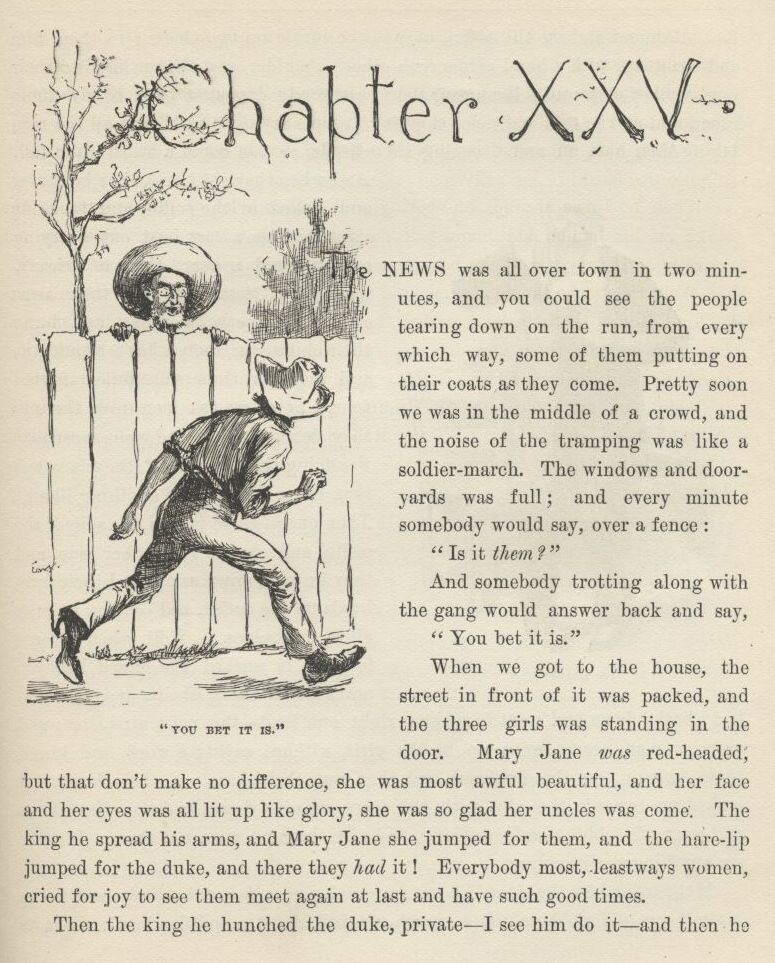 Chapter XXV.
The NEWS was all over town in two min-
utes, and you could see the people
tearing down on the run, from every
which way, some of them putting on
their coats as they come. Pretty soon
we was in the middle of a crowd, and
the noise of the tramping was like a
soldier-march. The windows and door-
yards was full; and every minute
somebody would say, over a fence:
“Is it them?”
And somebody trotting along with
the gang would answer back and say,
“You bet it is.”
When we got to the house, the
street in front of it was packed, and
the three girls was standing in the
door. Mary Jane was red-headed,
but that don't make no difference, she was most awful beautiful, and her face
and her eyes was all lit up like glory, she was so glad her uncles was come. The
king he spread his arms, and Mary Jane she jumped for them, and the hare-lip
jumped for the duke, and there they had it! Everybody most, leastways women,
cried for joy to see them meet again at last and have such good times.
Then the king he hunched the duke, private—I see him do it—and then he
“YOU BET IT IS.”